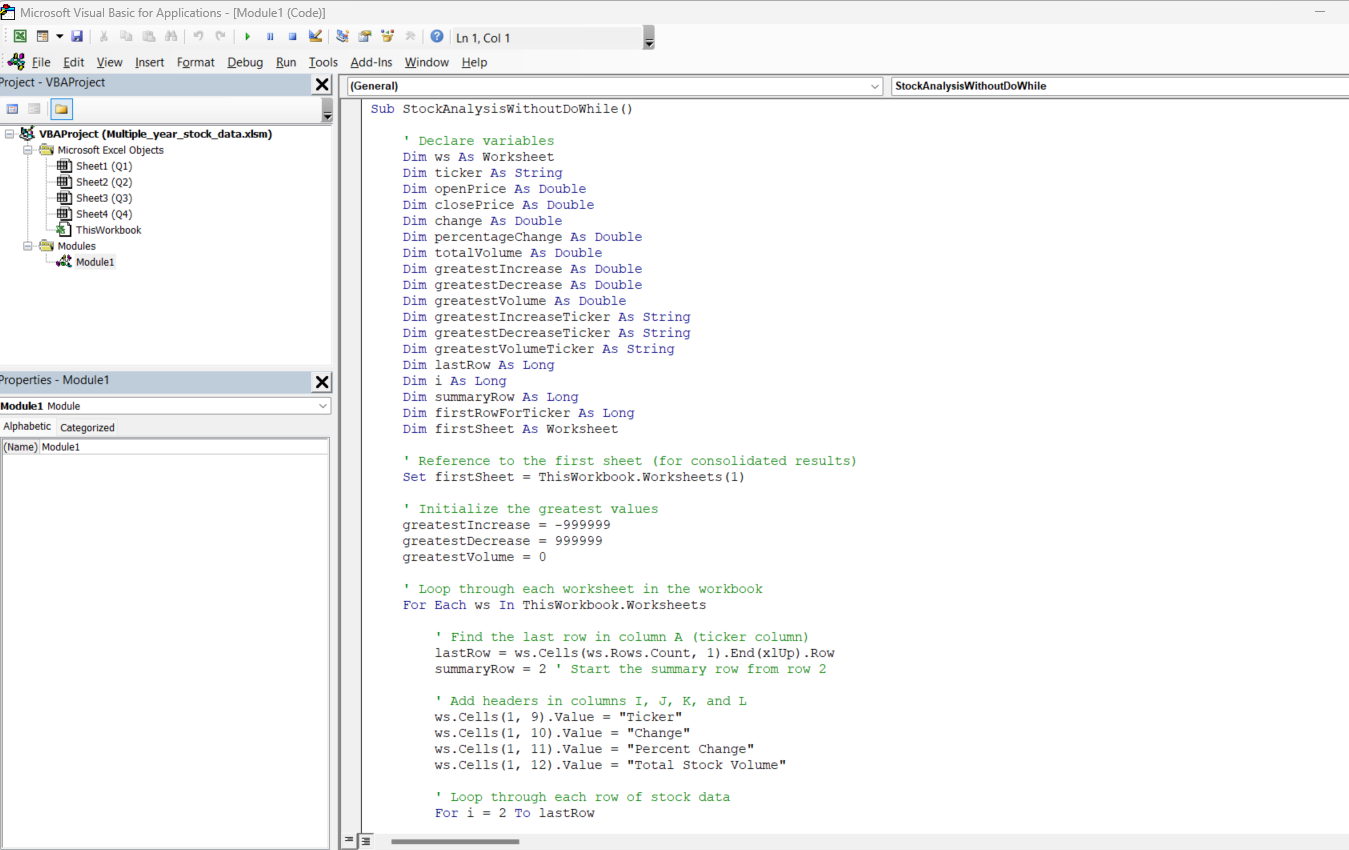 Microsoft Visual Basic for Applications - [Module1 (Code)]
Ln 1, Col 1
File Edit View Insert Format Debug Run Tools Add-Ins Window Help
Project - VBAProject
VBAProject (Multiple_year_stock_data.xlsm)
Microsoft Excel Objects
Sheet1 (Q1)
Sheet2 (Q2)
Sheet3 (Q3)
Sheet4 (Q4)
ThisWorkbook
Modules
Module1
Properties - Module1
Module1 Module
Alphabetic Categorized
(Name) Module1
(General) StockAnalysisWithoutDoWhile
Sub StockAnalysisWithoutDoWhile()
' Declare variables
Dim ws As Worksheet
Dim ticker As String
Dim openPrice As Double
Dim closePrice As Double
Dim change As Double
Dim percentageChange As Double
Dim totalVolume As Double
Dim greatestIncrease As Double
Dim greatestDecrease As Double
Dim greatestVolume As Double
Dim greatestIncreaseTicker As String
Dim greatestDecreaseTicker As String
Dim greatestVolumeTicker As String
Dim lastRow As Long
Dim i As Long
Dim summaryRow As Long
Dim firstRowForTicker As Long
Dim firstSheet As Worksheet
' Reference to the first sheet (for consolidated results)
Set firstSheet = ThisWorkbook.Worksheets(1)
' Initialize the greatest values
greatestIncrease = -999999
greatestDecrease = 999999
greatestVolume = 0
' Loop through each worksheet in the workbook
For Each ws In ThisWorkbook.Worksheets
' Find the last row in column A (ticker column)
lastRow = ws.Cells(ws.Rows.Count, 1).End(xlUp).Row
summaryRow = 2 ' Start the summary row from row 2
' Add headers in columns I, J, K, and L
ws.Cells(1, 9).Value = "Ticker"
ws.Cells(1, 10).Value = "Change"
ws.Cells(1, 11).Value = "Percent Change"
ws.Cells(1, 12).Value = "Total Stock Volume"
' Loop through each row of stock data
For i = 2 To lastRow